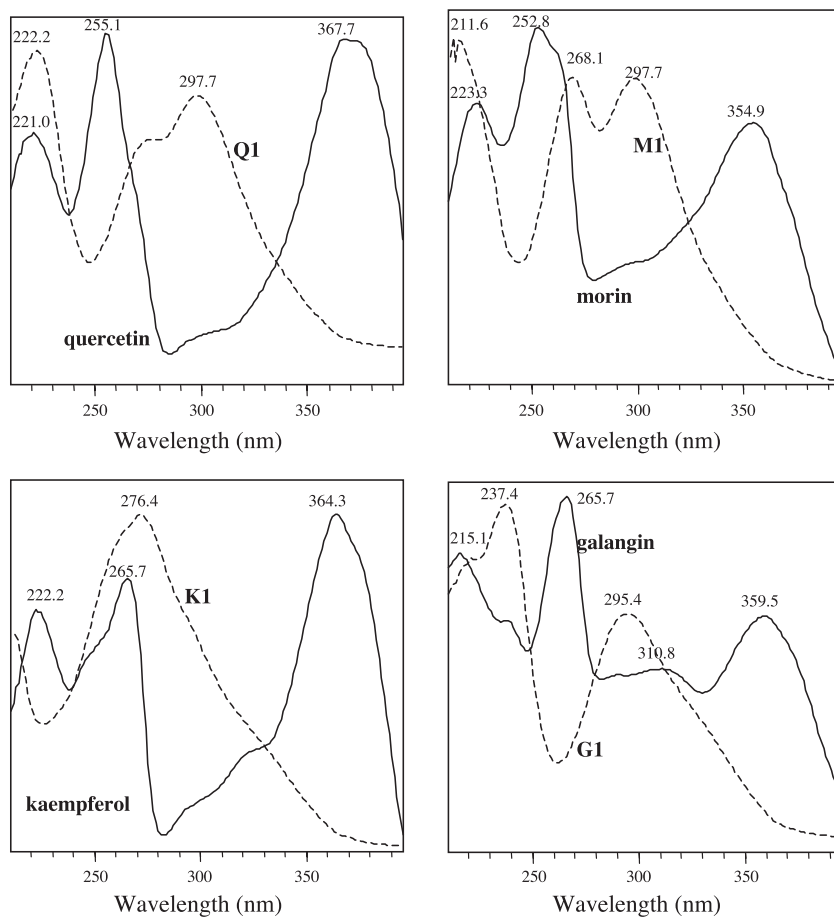 222.2
255.1
367.7
297.7
221.0
Q1
quercetin
250 300 350
Wavelength (nm)
211.6
252.8
268.1
297.7
223.3
354.9
M1
morin
250 300 350
Wavelength (nm)
276.4
364.3
265.7
222.2
K1
kaempferol
250 300 350
Wavelength (nm)
237.4
265.7
215.1
galangin
295.4
359.5
310.8
G1
250 300 350
Wavelength (nm)